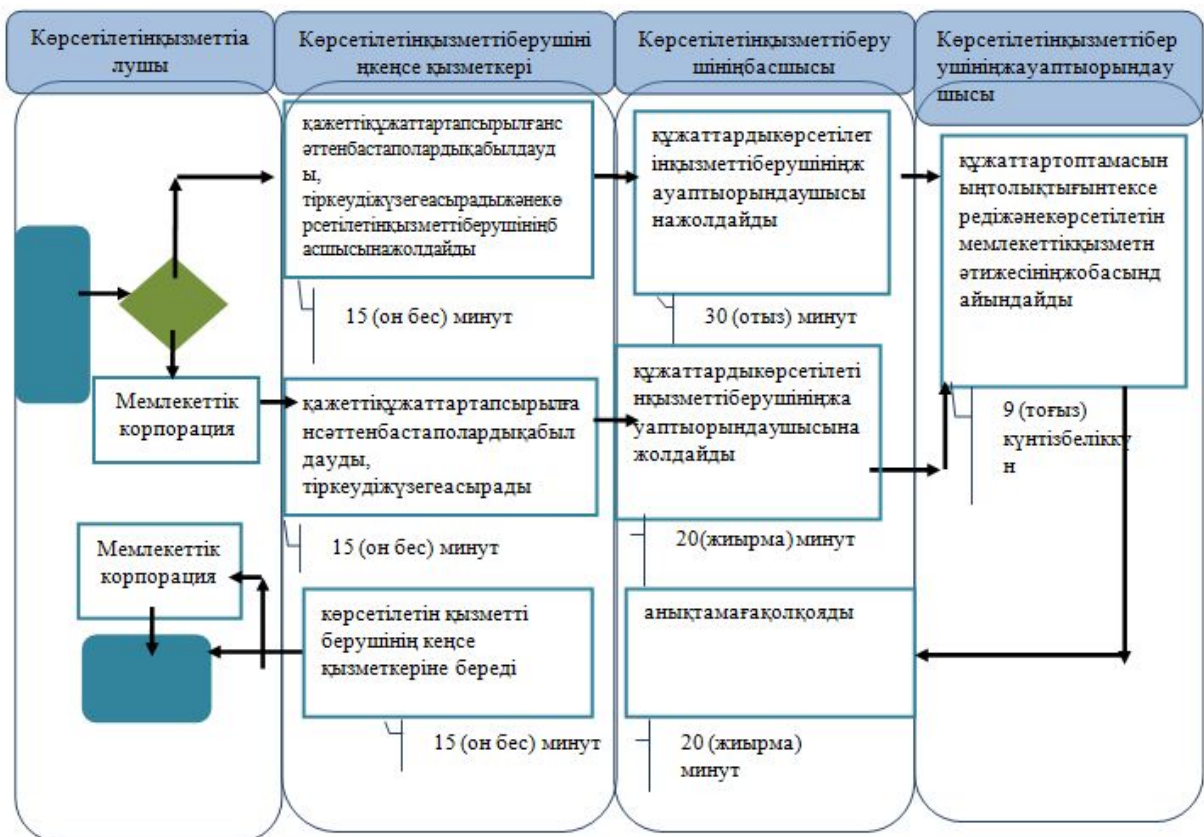 Көрсетілетінқызметтіа
лушы
Көрсетілетінқызметтіберушіні
ңкеңсе қызметкері
Көрсетілетінқызметтіберу
шініңбасшысы
Көрсетілетінқызметтібер
ушініңжауаптыорындау
шысы
қажеттіқұжаттартапсырылғанс
әттенбастаполардықабылдауд
ы,
тіркеудіжүзегеасырадыжәнекө
рсетілетінқызметтіберушініңб
асшысынажолдайды
15 (он бес) минут
құжаттардыкөрсетілет
інқызметтіберушініңж
ауаптыорындаушысы
нажолдайды
30 (отыз) минут
құжаттартоптамасын
ыңтолықтығынтексе
редіжәнекөрсетілетін
мемлекеттікқызметн
әтижесініңжобасынд
айындайды
9 (тоғыз)
күнтізбелікку
н
Мемлекеттік
корпорация
қажеттіқұжаттартапсырылға
нсәттенбастаполардықабыл
дауды,
тіркеудіжүзегеасырады
15 (он бес) минут
құжаттардыкөрсетілеті
нқызметтіберушініңжа
уаптыорындаушысына
жолдайды
20(жиырма) минут
Мемлекеттік
корпорация
көрсетілетін қызметті
берушінің кеңсе
қызметкеріне береді
15 (он бес) минут
анықтамағақолқояды
20 (жиырма)
минут